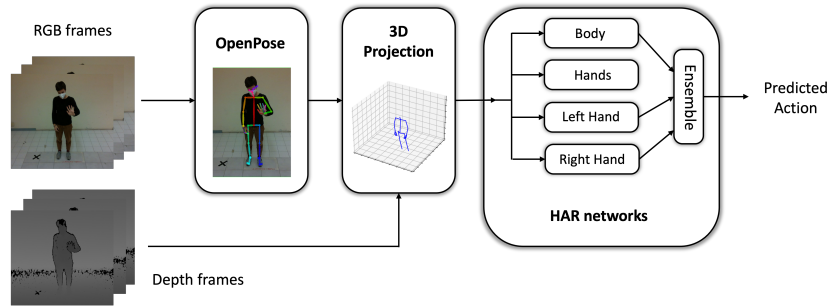 RGB frames
OpenPose
3D
Projection
Body
Hands
Left Hand
Right Hand
Ensemble
HAR networks
Predicted
Action
Depth frames